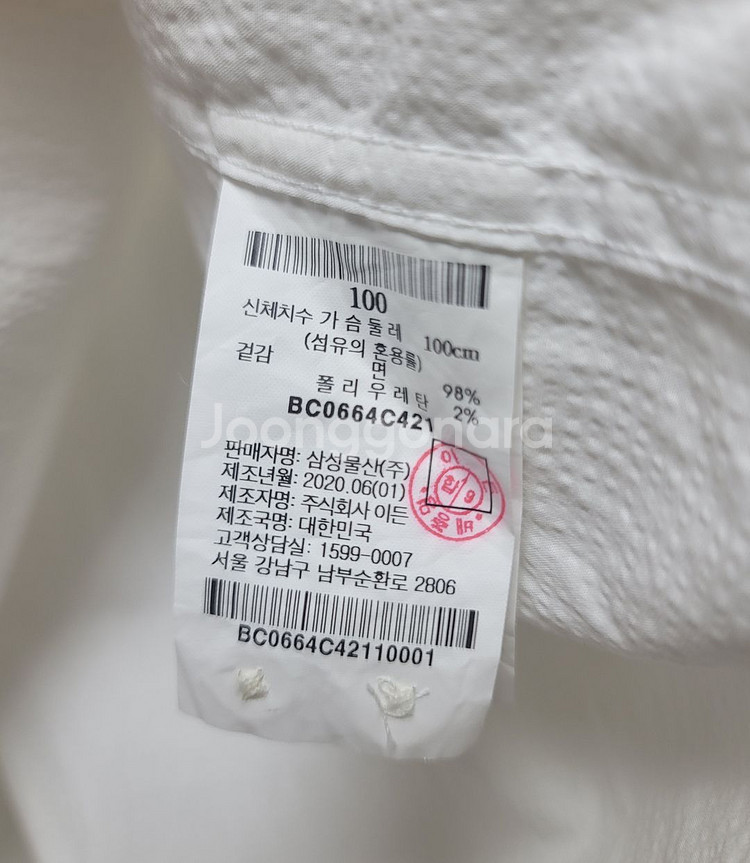 100
신체치수 가슴둘레 100cm
(섬유의 혼용률)
겉감 면 98%
폴리우레탄 2%
BC0664C421
Joonggonara
판매자명: 삼성물산(주)
제조년월: 2020.06(01)
제조자명: 주식회사 이든
제조국명: 대한민국
고객상담실: 1599-0007
서울 강남구 남부순환로 2806
BC0664C42110001